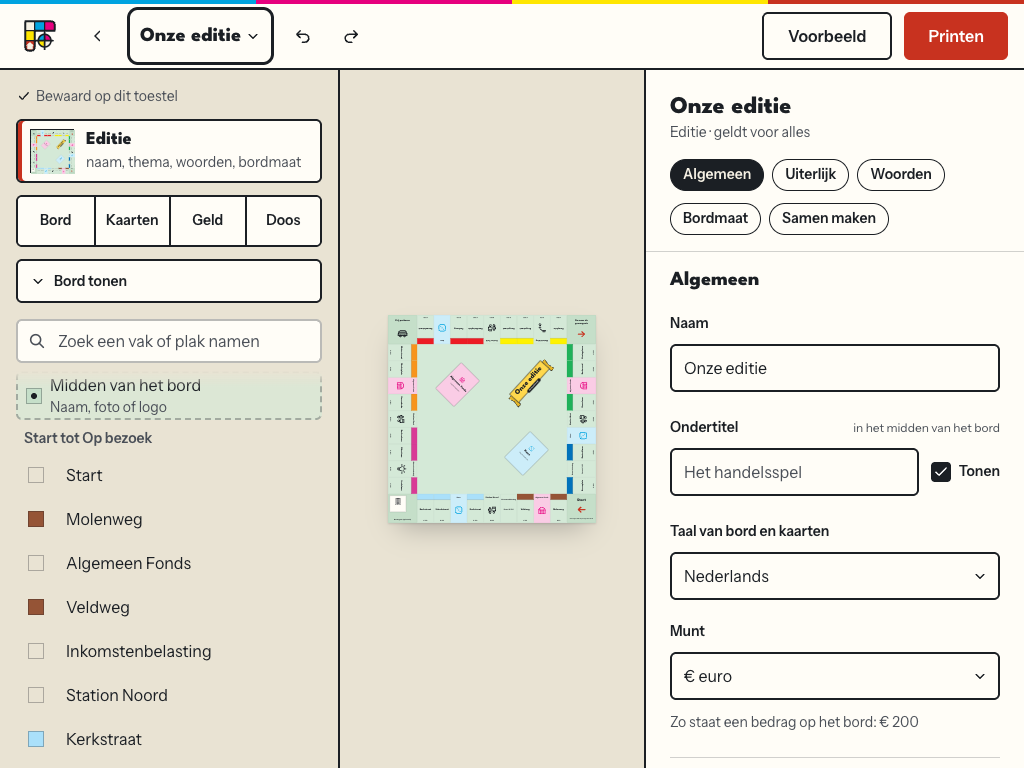 Onze editie
Voorbeeld
Printen
Bewaard op dit toestel
Editie
naam, thema, woorden, bordmaat
Bord
Kaarten
Geld
Doos
Bord tonen
Zoek een vak of plak namen
Midden van het bord
Naam, foto of logo
Start tot Op bezoek
Start
Molenweg
Algemeen Fonds
Veldweg
Inkomstenbelasting
Station Noord
Kerkstraat
Onze editie
Onze editie
Editie · geldt voor alles
Algemeen
Uiterlijk
Woorden
Bordmaat
Samen maken
Algemeen
Naam
Onze editie
Ondertitel
in het midden van het bord
Het handelsspel
Tonen
Taal van bord en kaarten
Nederlands
Munt
€ euro
Zo staat een bedrag op het bord: € 200